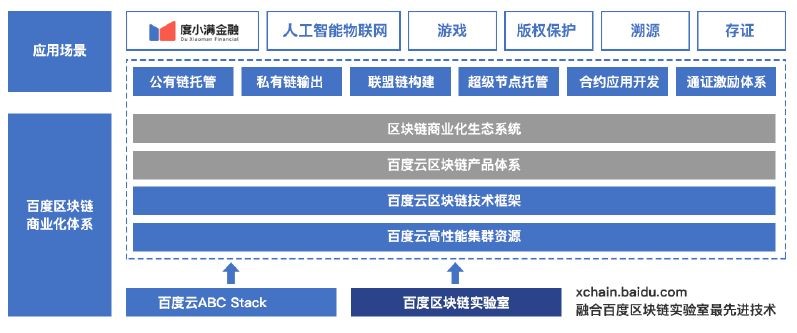 应用场景
度小满金融
Du Xiaoman Financial
人工智能物联网
游戏
版权保护
溯源
存证
公有链托管
私有链输出
联盟链构建
超级节点托管
合约应用开发
通证激励体系
百度区块链
商业化体系
区块链商业化生态系统
百度云区块链产品体系
百度云区块链技术框架
百度云高性能集群资源
百度云ABC Stack
百度区块链实验室
xchain.baidu.com
融合百度区块链实验室最先进技术